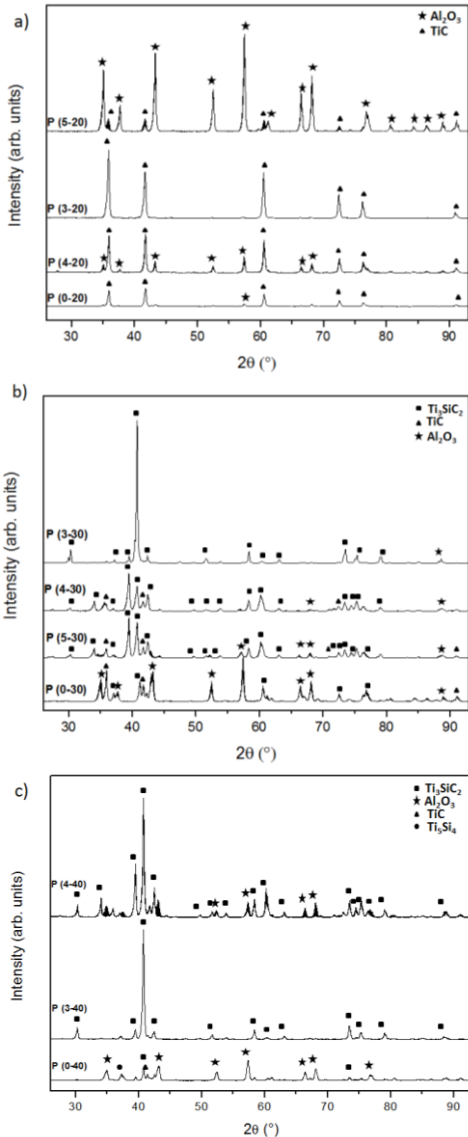 a)
★ Al₂O₃
▲ TiC
P (5-20)
P (3-20)
P (4-20)
P (0-20)
Intensity (arb. units)
30 40 50 60 70 80 90
2θ (°)
b)
■ Ti₃SiC₂
▲ TiC
★ Al₂O₃
P (3-30)
P (4-30)
P (5-30)
P (0-30)
Intensity (arb. units)
30 40 50 60 70 80 90
2θ (°)
c)
■ Ti₃SiC₂
★ Al₂O₃
▲ TiC
● Ti₅Si₄
P (4-40)
P (3-40)
P (0-40)
Intensity (arb. units)
30 40 50 60 70 80 90
2θ (°)